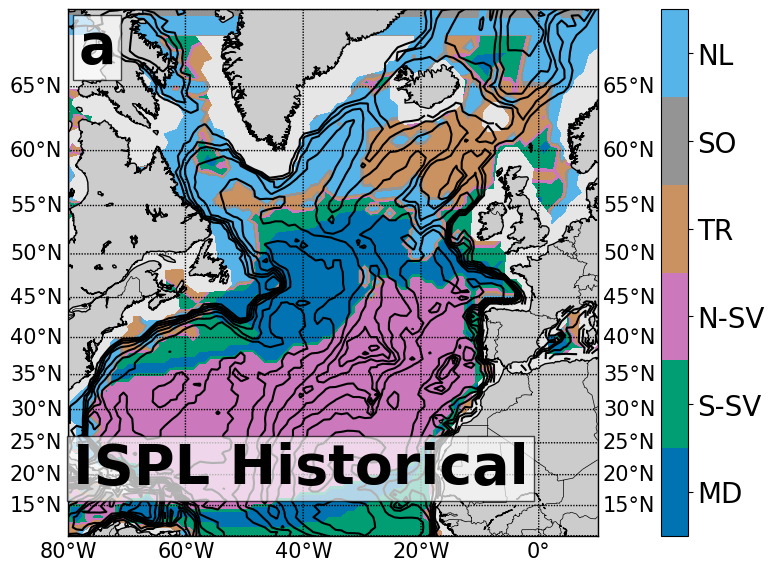 a
65°N 65°N NL
60°N 60°N SO
55°N 55°N TR
50°N 50°N
45°N 45°N N-SV
40°N 40°N
35°N 35°N S-SV
30°N 30°N
25°N 25°N
ISPL Historical
20°N 20°N MD
15°N 15°N
80°W 60°W 40°W 20°W 0°